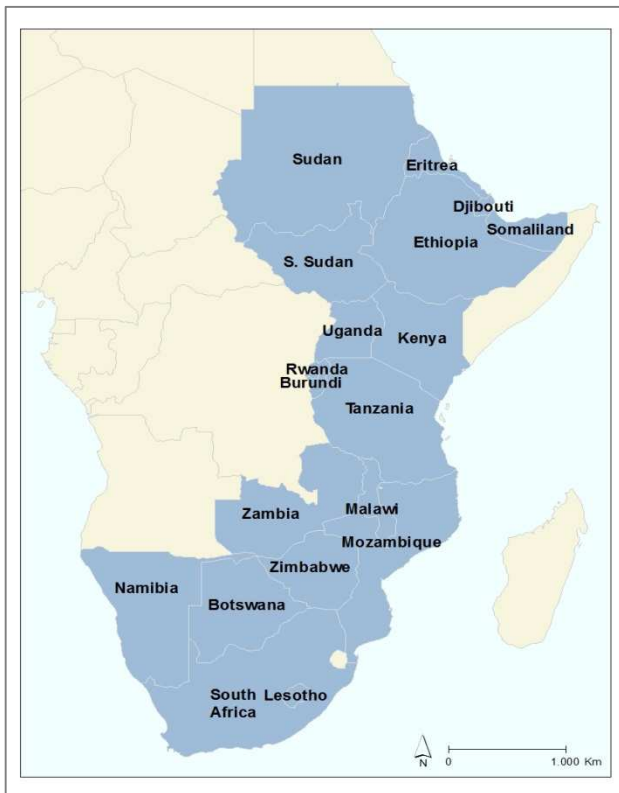 Sudan
Eritrea
Djibouti
Somaliland
Ethiopia
S. Sudan
Uganda
Kenya
Rwanda
Burundi
Tanzania
Zambia
Malawi
Mozambique
Zimbabwe
Namibia
Botswana
South Lesotho
Africa
N
0
1.000 Km